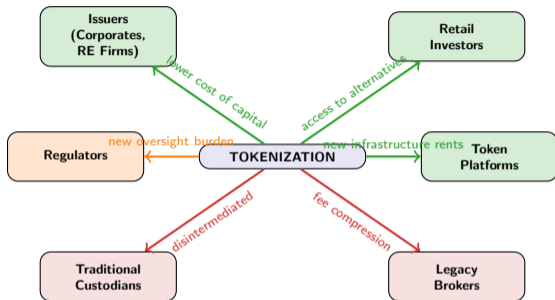 Issuers
(Corporates,
RE Firms)
Retail
Investors
lower cost of capital
access to alternatives
Regulators
new oversight burden
TOKENIZATION
new infrastructure rents
Token
Platforms
disintermediated
fee compression
Traditional
Custodians
Legacy
Brokers